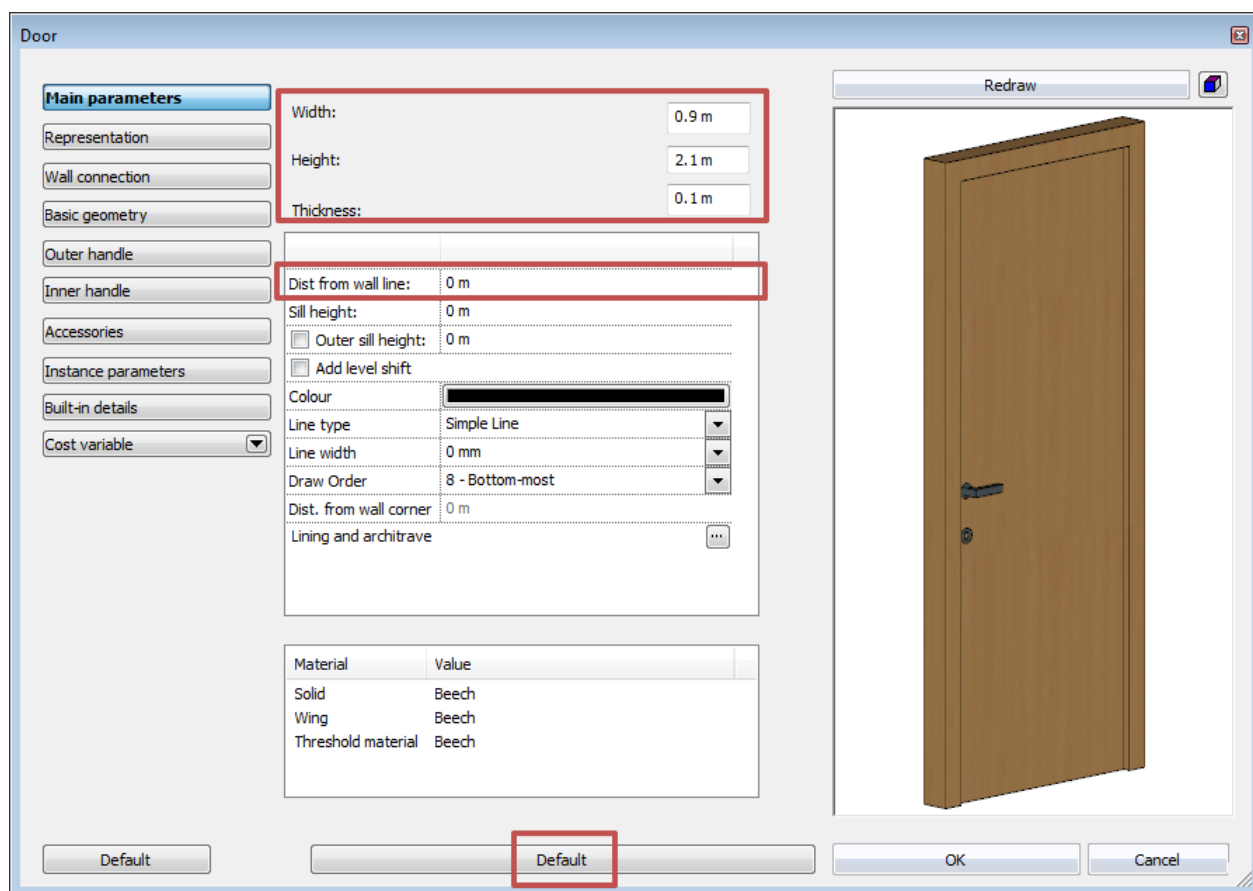 Door
Main parameters
Representation
Wall connection
Basic geometry
Outer handle
Inner handle
Accessories
Instance parameters
Built-in details
Cost variable
Width: 0.9 m
Height: 2.1 m
Thickness: 0.1 m
Dist from wall line: 0 m
Sill height: 0 m
Outer sill height: 0 m
Add level shift
Colour
Line type Simple Line
Line width 0 mm
Draw Order 8 - Bottom-most
Dist. from wall corner 0 m
Lining and architrave ...
Material Value
Solid Beech
Wing Beech
Threshold material Beech
Redraw
Default
Default
OK
Cancel